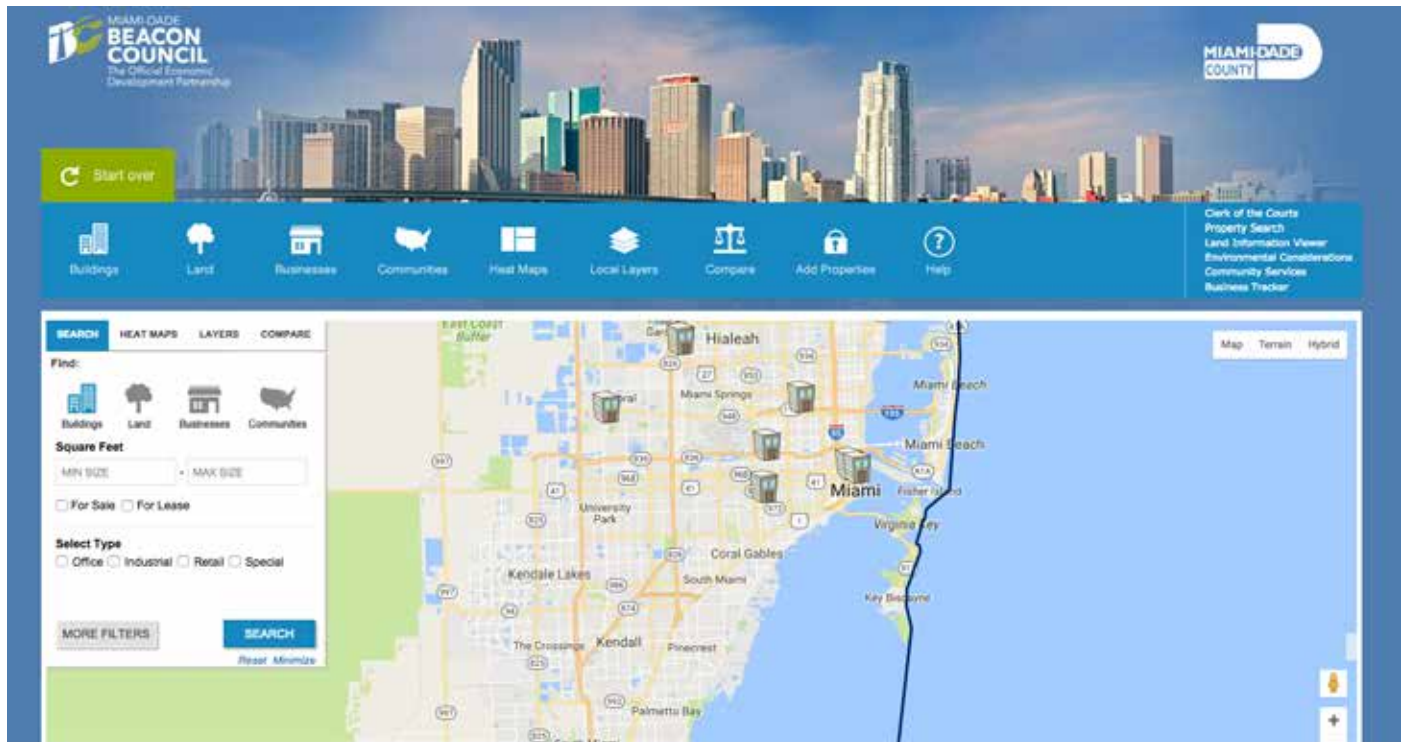 MIAMI-DADE
BEACON
COUNCIL
The Official Economic
Development Partnership
MIAMI-DADE
COUNTY
Start over
Buildings
Land
Businesses
Communities
Heat Maps
Local Layers
Compare
Add Properties
Help
Clerk of the Courts
Property Search
Land Information Viewer
Environmental Considerations
Community Services
Business Tracker
SEARCH HEAT MAPS LAYERS COMPARE
Find:
Buildings Land Businesses Communities
Square Feet
MIN SIZE - MAX SIZE
For Sale For Lease
Select Type
Office Industrial Retail Special
MORE FILTERS SEARCH
Reset Minimize
Map Terrain Hybrid
East Coast
Buffer
Hialeah
Miami Springs
Miami Beach
Miami Beach
Miami
Fisher Island
University
Park
Virginia Key
Coral Gables
Kendale Lakes
South Miami
Key Biscayne
The Crossings
Kendall
Pinecrest
Palmetto Bay